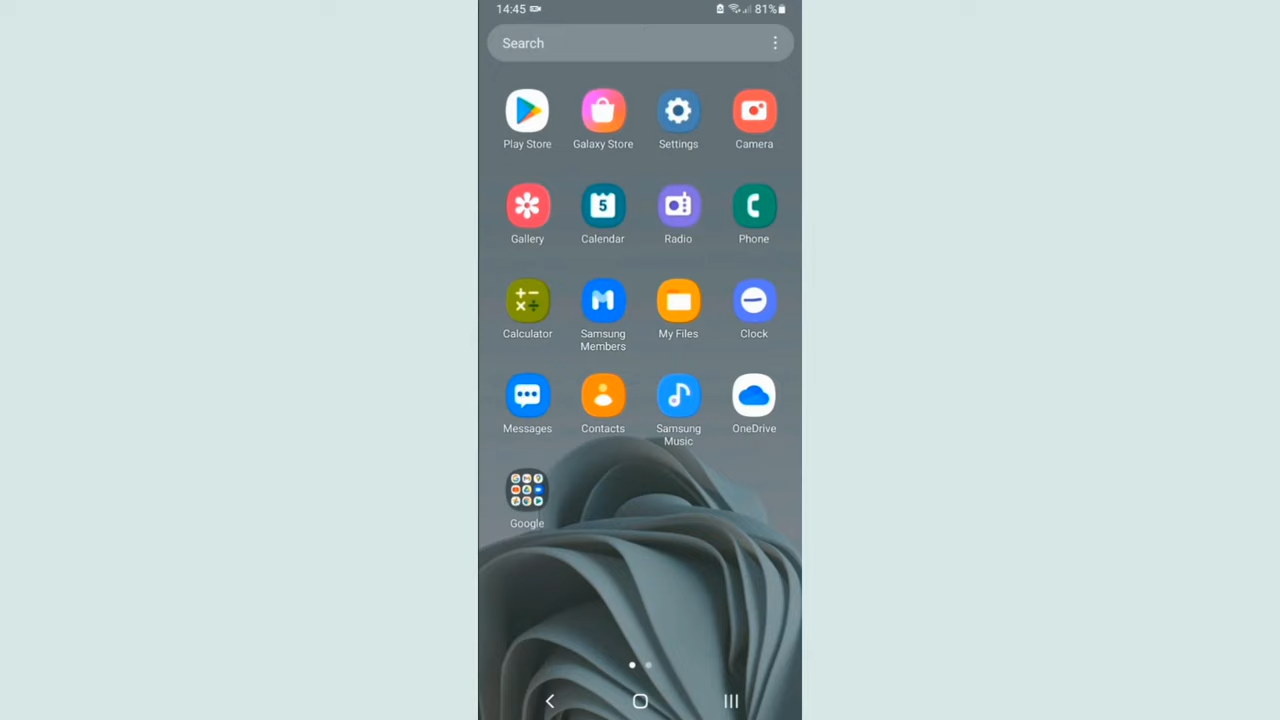 14:45
81%
Search
Play Store
Galaxy Store
Settings
Camera
Gallery
5
Calendar
Radio
Phone
Calculator
Samsung
Members
My Files
Clock
Messages
Contacts
Samsung
Music
OneDrive
Google